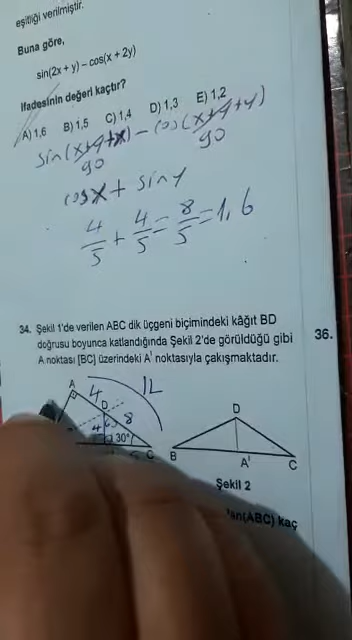 eşitliği verilmiştir.
Buna göre,
sin(2x + y) – cos(x + 2y)
ifadesinin değeri kaçtır?
A) 1,6 B) 1,5 C) 1,4 D) 1,3 E) 1,2
sin(x+y+x) – cos(x+y+y)
90 90
cosx + siny
4/5 + 4/5 = 8/5 = 1,6
34. Şekil 1'de verilen ABC dik üçgeni biçimindeki kâğıt BD
doğrusu boyunca katlandığında Şekil 2'de görüldüğü gibi
A noktası [BC] üzerindeki A' noktasıyla çakışmaktadır.
36.
A 4 12
D 8
4
30°
C
D
B A' C
Şekil 2
tan(ABC) kaç